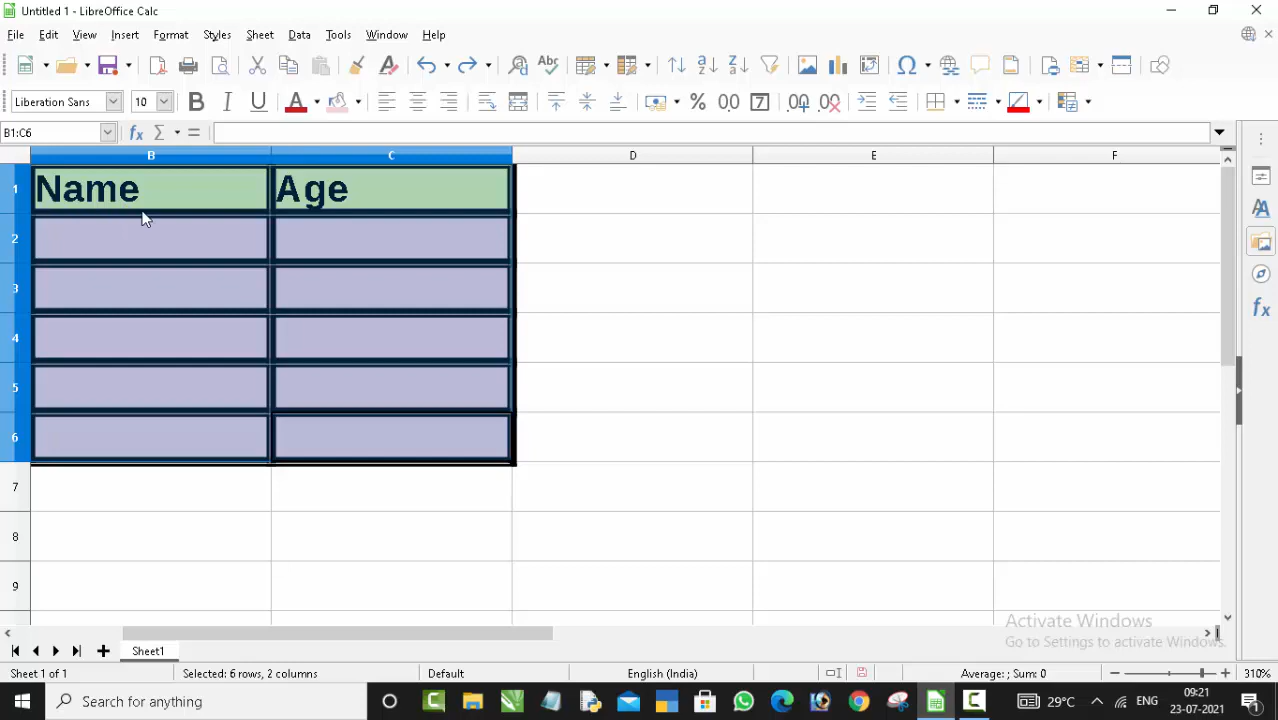 Untitled 1 - LibreOffice Calc
File Edit View Insert Format Styles Sheet Data Tools Window Help
Liberation Sans 10
B1:C6
B C D E F
1 Name Age
2
3
4
5
6
7
8
9
Activate Windows
Go to Settings to activate Windows.
Sheet1
Sheet 1 of 1 Selected: 6 rows, 2 columns Default English (India) Average: ; Sum: 0 310%
Search for anything
29°C ENG 09:21
23-07-2021 1